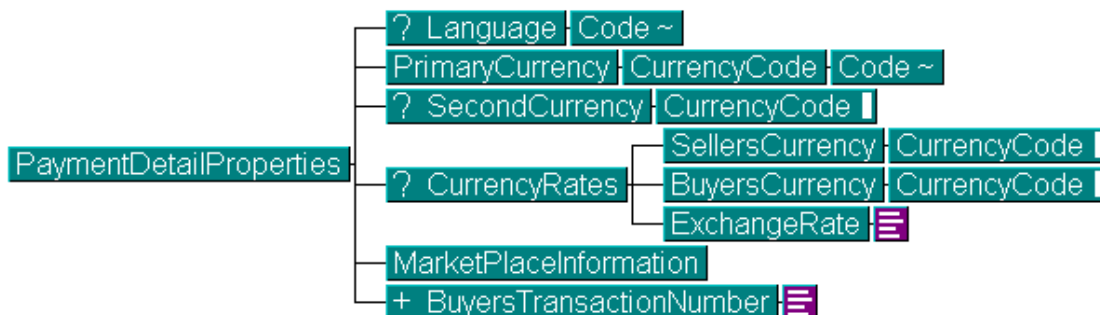 ? Language Code ~
PrimaryCurrency CurrencyCode Code ~
? SecondCurrency CurrencyCode
SellersCurrency CurrencyCode
PaymentDetailProperties
? CurrencyRates BuyersCurrency CurrencyCode
ExchangeRate
MarketPlaceInformation
+ BuyersTransactionNumber